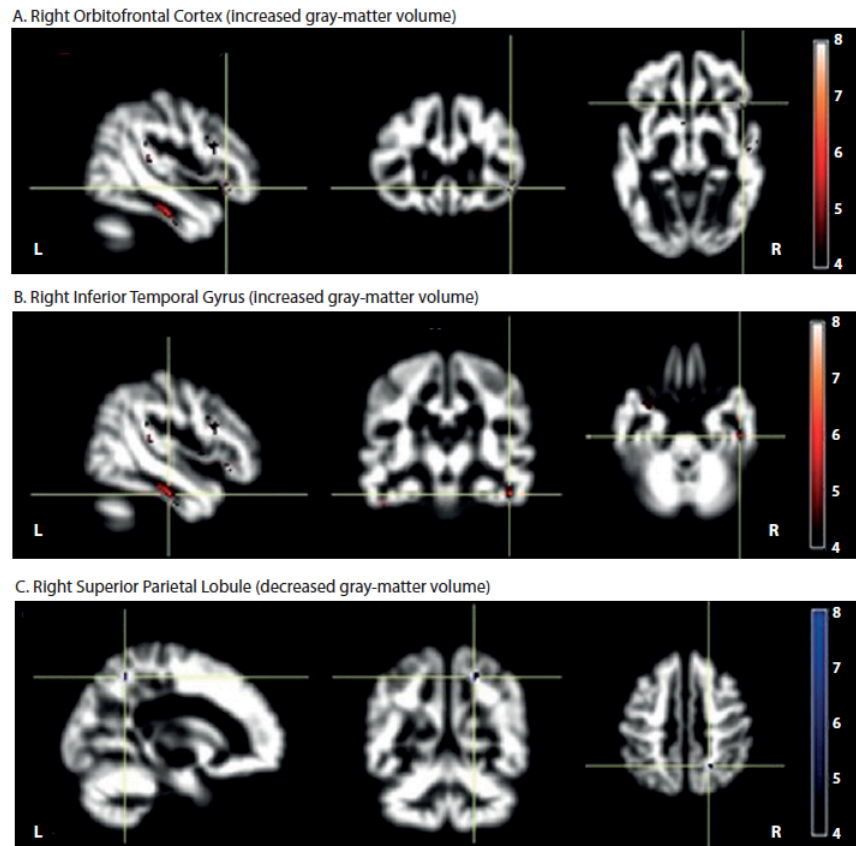 A. Right Orbitofrontal Cortex (increased gray-matter volume)
8
7
6
5
4
L
R
B. Right Inferior Temporal Gyrus (increased gray-matter volume)
8
7
6
5
4
L
R
C. Right Superior Parietal Lobule (decreased gray-matter volume)
8
7
6
5
4
L
R